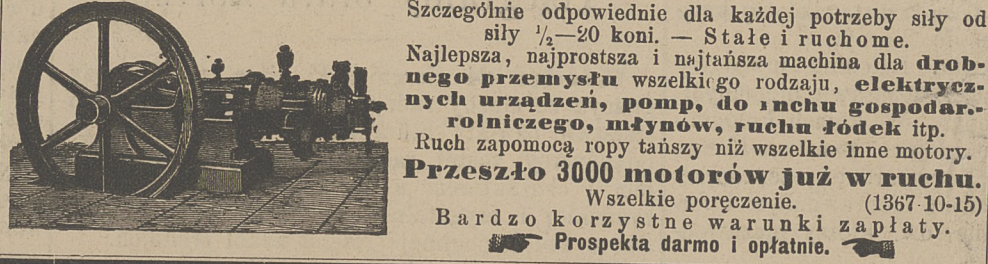 Szczególnie odpowiednie dla każdej potrzeby siły od
siły ½—20 koni. — Stałe i ruchome.
Najlepsza, najprostsza i najtańsza machina dla drob-
nego przemysłu wszelkiego rodzaju, elektrycz-
nych urządzeń, pomp, do ruchu gospodar.-
rolniczego, młynów, ruchu łódek itp.
Ruch zapomocą ropy tańszy niż wszelkie inne motory.
Przeszło 3000 motorów już w ruchu.
Wszelkie poręczenie. (1367-10-15)
Bardzo korzystne warunki zapłaty.
Prospekta darmo i opłatnie.